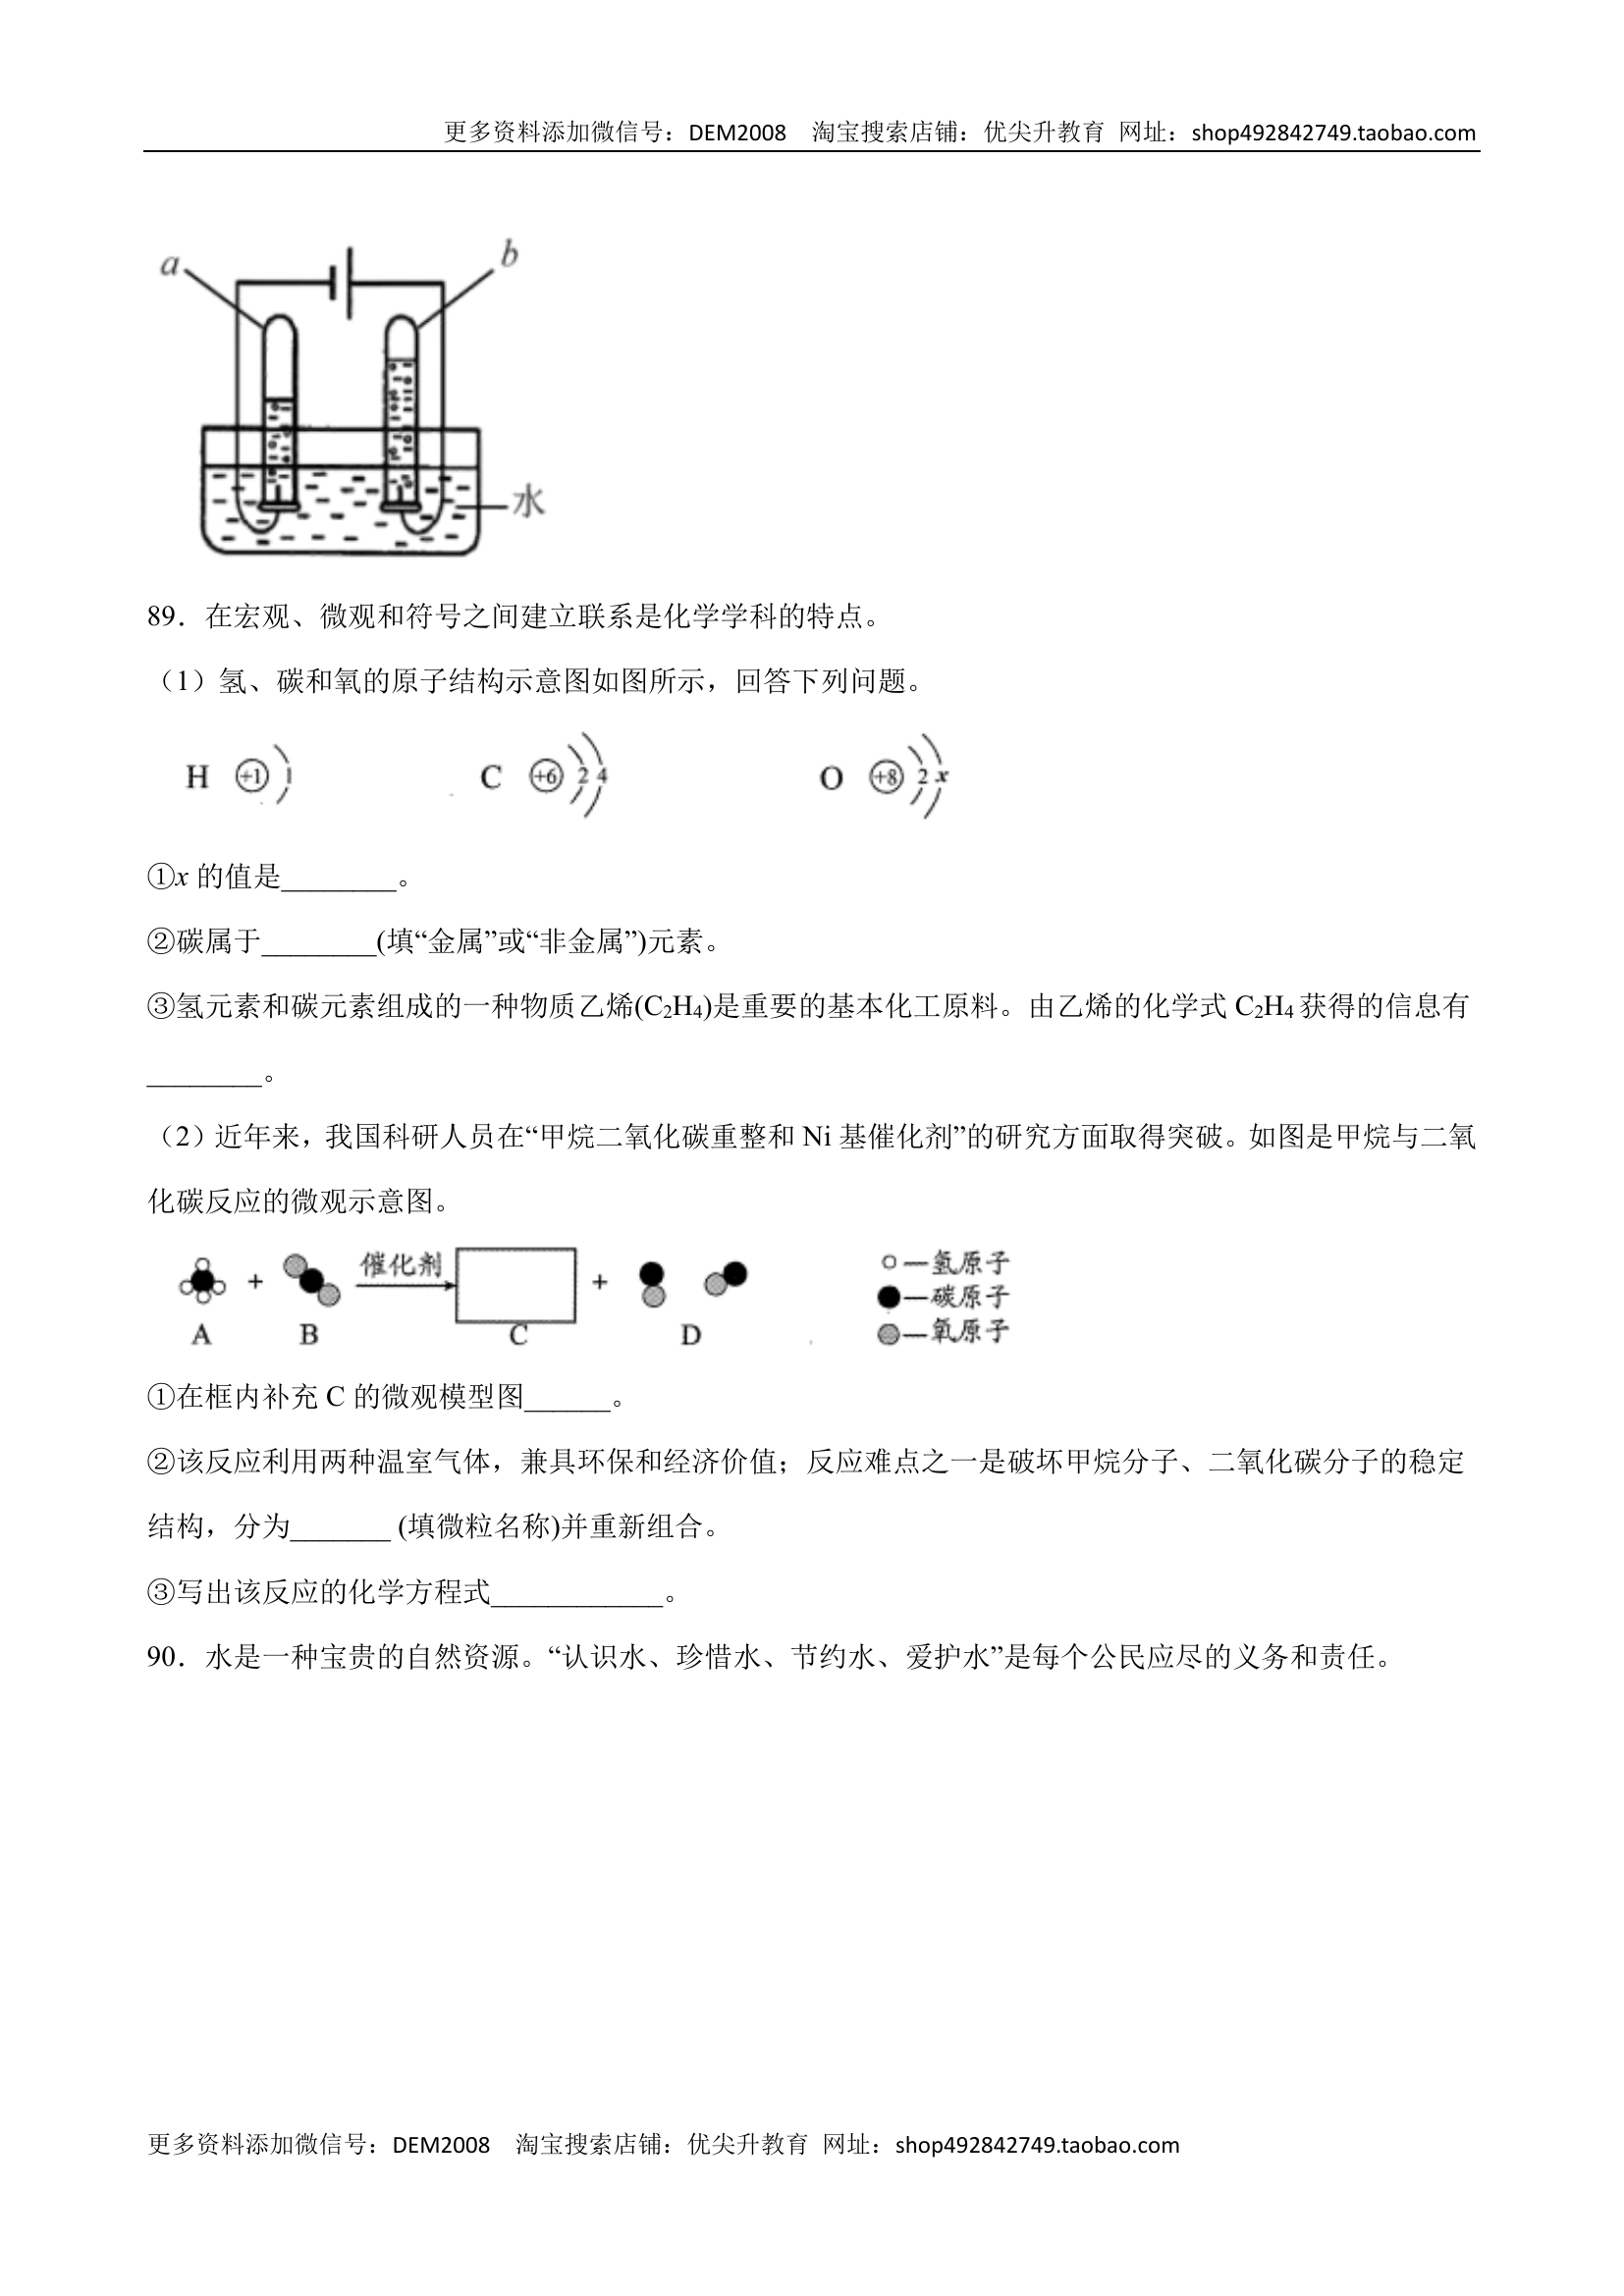 更多资料添加微信号：DEM2008 淘宝搜索店铺：优尖升教育 网址：shop492842749.taobao.com
a
b
水
89．在宏观、微观和符号之间建立联系是化学学科的特点。
（1）氢、碳和氧的原子结构示意图如图所示，回答下列问题。
H +1 1 C +6 2 4 O +8 2 x
①x 的值是________。
②碳属于________(填“金属”或“非金属”)元素。
③氢元素和碳元素组成的一种物质乙烯(C₂H₄)是重要的基本化工原料。由乙烯的化学式 C₂H₄ 获得的信息有
________。
（2）近年来，我国科研人员在“甲烷二氧化碳重整和 Ni 基催化剂”的研究方面取得突破。如图是甲烷与二氧
化碳反应的微观示意图。
+ 催化剂 + —氢原子
—碳原子
A B C D —氧原子
①在框内补充 C 的微观模型图______。
②该反应利用两种温室气体，兼具环保和经济价值；反应难点之一是破坏甲烷分子、二氧化碳分子的稳定
结构，分为_______ (填微粒名称)并重新组合。
③写出该反应的化学方程式____________。
90．水是一种宝贵的自然资源。“认识水、珍惜水、节约水、爱护水”是每个公民应尽的义务和责任。
更多资料添加微信号：DEM2008 淘宝搜索店铺：优尖升教育 网址：shop492842749.taobao.com